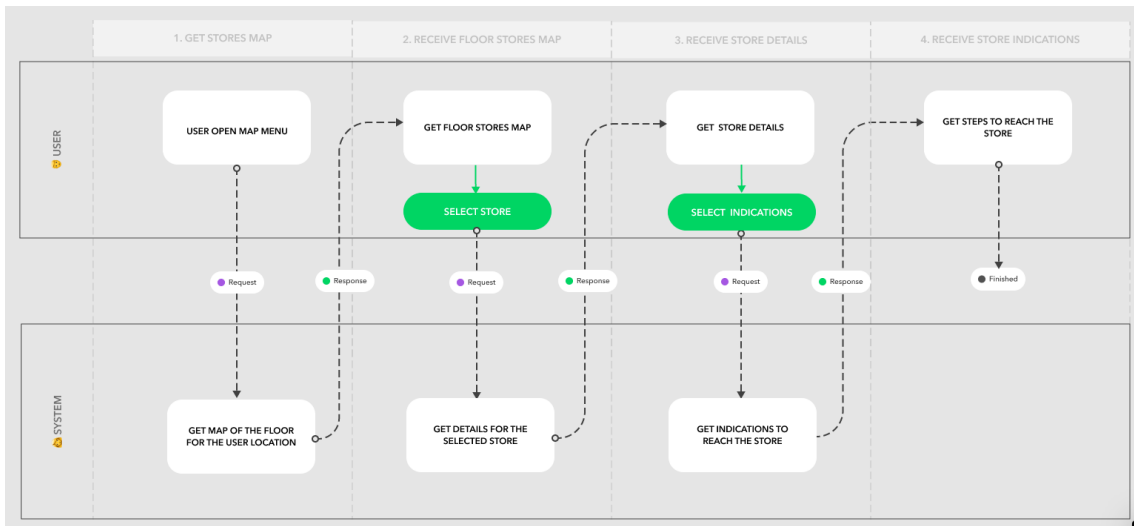 1. GET STORES MAP
2. RECEIVE FLOOR STORES MAP
3. RECEIVE STORE DETAILS
4. RECEIVE STORE INDICATIONS
USER
USER OPEN MAP MENU
GET FLOOR STORES MAP
GET STORE DETAILS
GET STEPS TO REACH THE
STORE
SELECT STORE
SELECT INDICATIONS
Request
Response
Request
Response
Request
Response
Finished
SYSTEM
GET MAP OF THE FLOOR
FOR THE USER LOCATION
GET DETAILS FOR THE
SELECTED STORE
GET INDICATIONS TO
REACH THE STORE